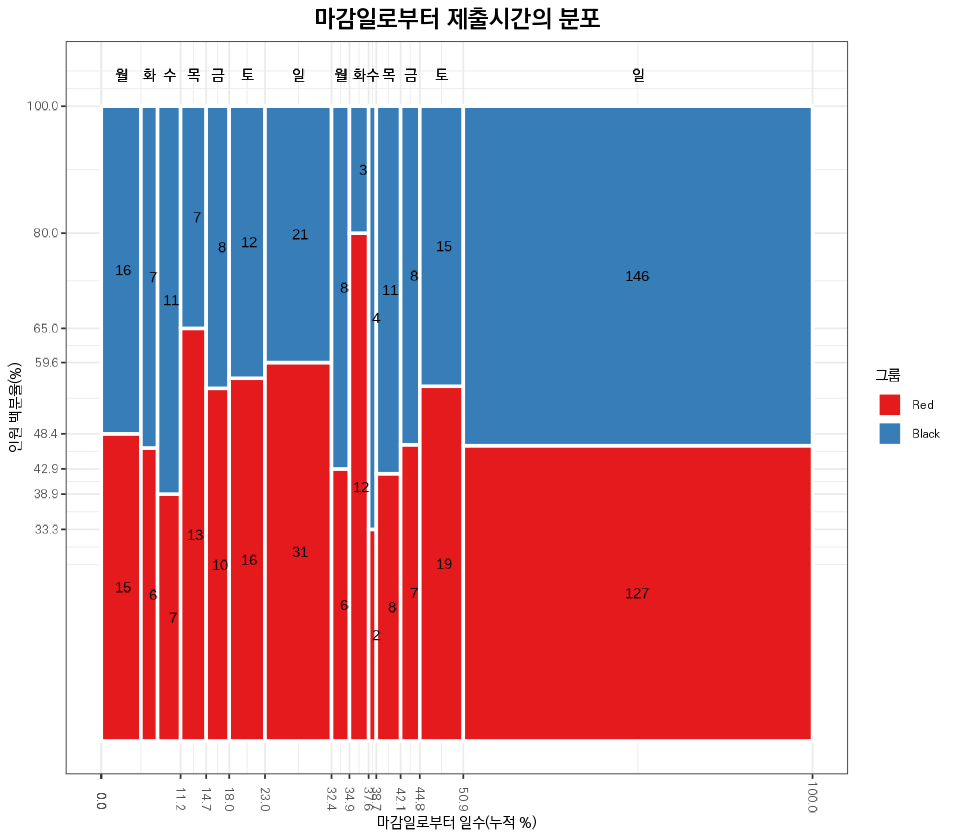 마감일로부터 제출시간의 분포
월 화 수 목 금 토 일 월 화 수 목 금 토 일
100.0
80.0
65.0
59.6
48.4
42.9
38.9
33.3
인원 백분율(%)
16 7 11 7 8 12 21 8 3 4 11 8 15 146
15 6 7 13 10 16 31 6 12 2 8 7 19 127
0.0 11.2 14.7 18.0 23.0 32.4 34.9 37.6 38.7 42.1 44.8 50.9 100.0
마감일로부터 일수(누적 %)
그룹
Red
Black